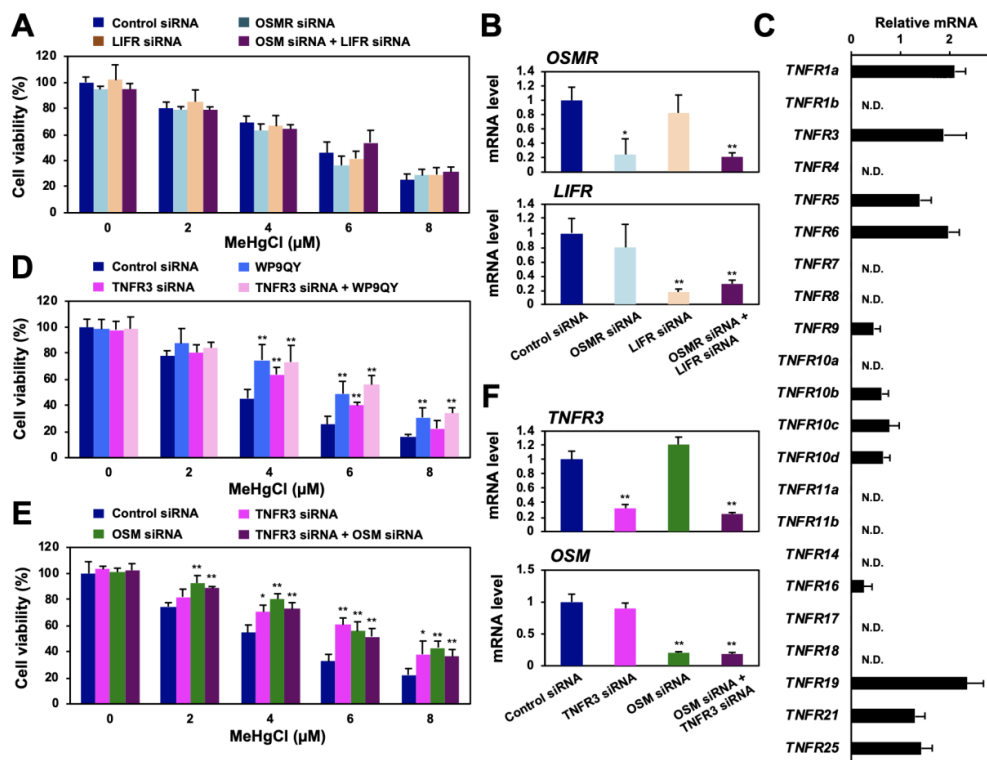 A
Control siRNA
OSMR siRNA
LIFR siRNA
OSM siRNA + LIFR siRNA
Cell viability (%)
120
100
80
60
40
20
0
0 2 4 6 8
MeHgCl (µM)
B
OSMR
mRNA level
1.4
1.2
1
0.8
0.6
0.4
0.2
0
*
**
LIFR
mRNA level
1.4
1.2
1
0.8
0.6
0.4
0.2
0
**
**
Control siRNA
OSMR siRNA
LIFR siRNA
OSMR siRNA +
LIFR siRNA
C
Relative mRNA
0 1 2
TNFR1a
TNFR1b N.D.
TNFR3
TNFR4 N.D.
TNFR5
TNFR6
TNFR7 N.D.
TNFR8 N.D.
TNFR9
TNFR10a N.D.
TNFR10b
TNFR10c
TNFR10d
TNFR11a N.D.
TNFR11b N.D.
TNFR14 N.D.
TNFR16
TNFR17 N.D.
TNFR18 N.D.
TNFR19
TNFR21
TNFR25
D
Control siRNA
WP9QY
TNFR3 siRNA
TNFR3 siRNA + WP9QY
Cell viability (%)
120
100
80
60
40
20
0
** ** **
** ** **
** **
0 2 4 6 8
MeHgCl (µM)
E
Control siRNA
TNFR3 siRNA
OSM siRNA
TNFR3 siRNA + OSM siRNA
Cell viability (%)
120
100
80
60
40
20
0
** **
* ** **
** ** **
* ** **
0 2 4 6 8
MeHgCl (µM)
F
TNFR3
mRNA level
1.4
1.2
1
0.8
0.6
0.4
0.2
0
**
**
OSM
mRNA level
1.5
1
0.5
0
**
**
Control siRNA
TNFR3 siRNA
OSM siRNA
OSM siRNA +
TNFR3 siRNA